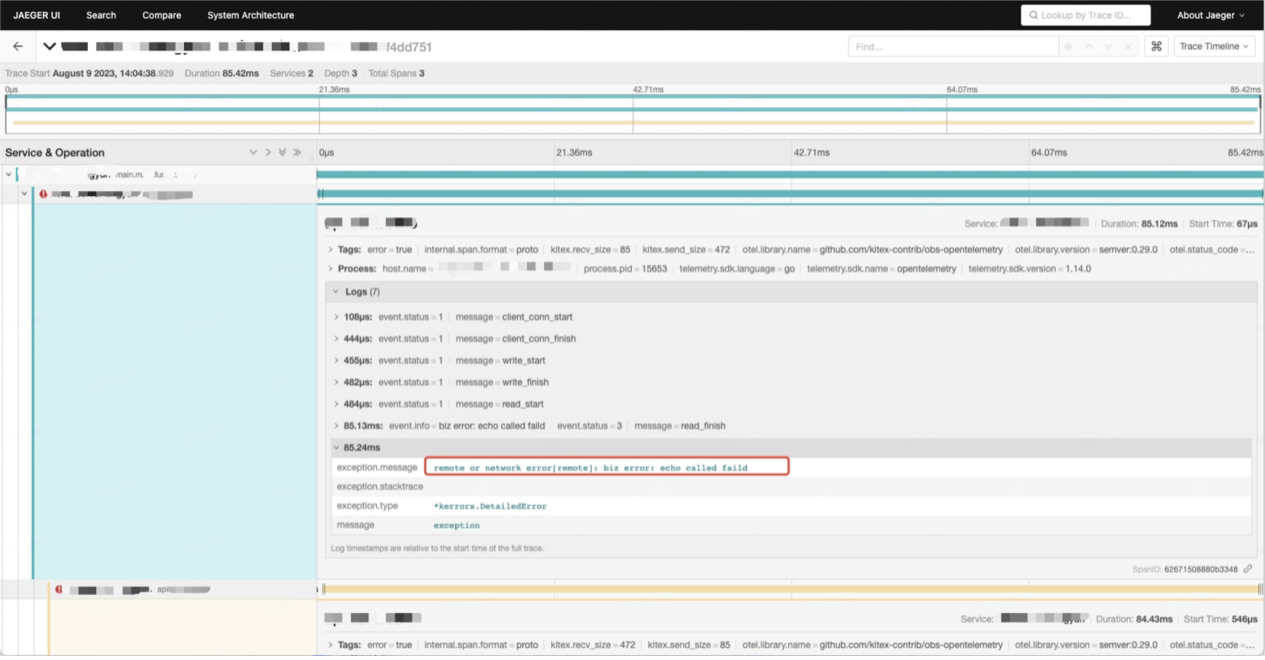 JAEGER UI Search Compare System Architecture Lookup by Trace ID... About Jaeger
f4dd751 Find... ⌘ Trace Timeline
Trace Start August 9 2023, 14:04:38.929 Duration 85.42ms Services 2 Depth 3 Total Spans 3
0μs 21.36ms 42.71ms 64.07ms 85.42ms
Service & Operation 0μs 21.36ms 42.71ms 64.07ms 85.42ms
Service: Duration: 85.12ms Start Time: 67μs
Tags: error = true internal.span.format = proto kitex.recv_size = 85 kitex.send_size = 472 otel.library.name = github.com/kitex-contrib/obs-opentelemetry otel.library.version = semver:0.29.0 otel.status_code =...
Process: host.name = process.pid = 15653 telemetry.sdk.language = go telemetry.sdk.name = opentelemetry telemetry.sdk.version = 1.14.0
Logs (7)
108μs: event.status = 1 message = client_conn_start
444μs: event.status = 1 message = client_conn_finish
455μs: event.status = 1 message = write_start
482μs: event.status = 1 message = write_finish
484μs: event.status = 1 message = read_start
85.13ms: event.info = biz error: echo called faild event.status = 3 message = read_finish
85.24ms
exception.message remote or network error[remote]: biz error: echo called faild
exception.stacktrace
exception.type *kerrors.DetailedError
message exception
Log timestamps are relative to the start time of the full trace.
SpanID: 62671508880b3348
Service: Duration: 84.43ms Start Time: 546μs
Tags: error = true internal.span.format = proto kitex.recv_size = 472 kitex.send_size = 85 otel.library.name = github.com/kitex-contrib/obs-opentelemetry otel.library.version = semver:0.29.0 otel.status_code =...